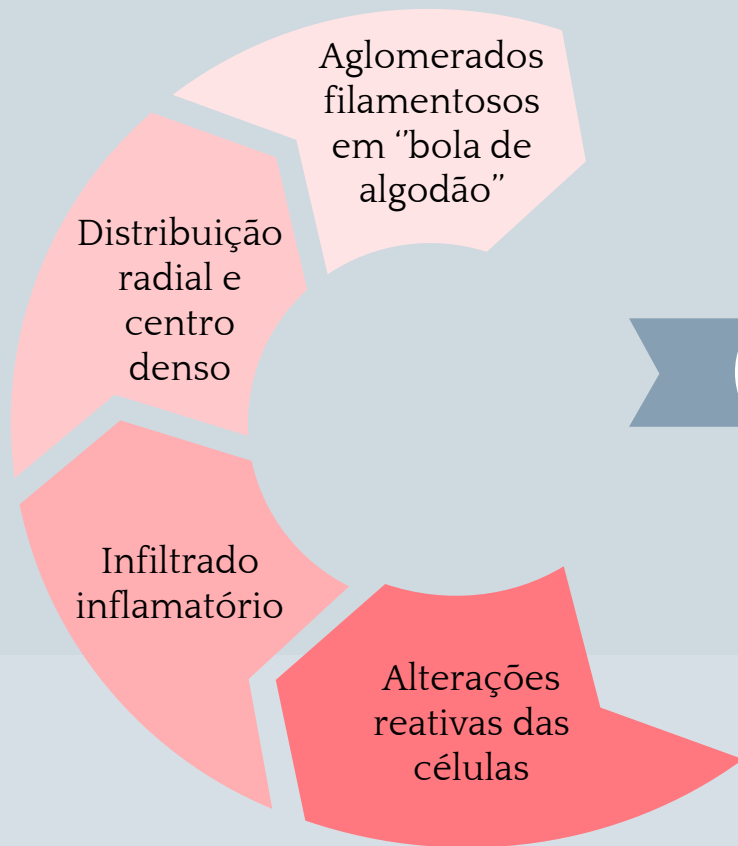 Aglomerados
filamentosos
em ‘’bola de
algodão”
Distribuição
radial e
centro
denso
Infiltrado
inflamatório
Alterações
reativas das
células